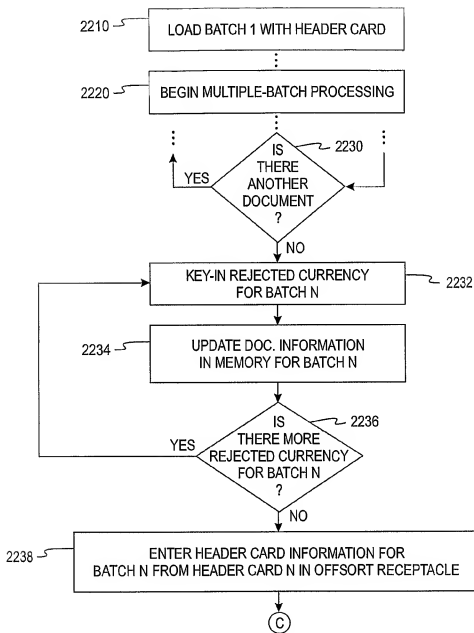 2210
LOAD BATCH 1 WITH HEADER CARD
2220
BEGIN MULTIPLE-BATCH PROCESSING
2230
IS
THERE
ANOTHER
DOCUMENT
?
YES
NO
KEY-IN REJECTED CURRENCY
FOR BATCH N
2232
2234
UPDATE DOC. INFORMATION
IN MEMORY FOR BATCH N
2236
IS
THERE MORE
REJECTED CURRENCY
FOR BATCH N
?
YES
NO
2238
ENTER HEADER CARD INFORMATION FOR
BATCH N FROM HEADER CARD N IN OFFSORT RECEPTACLE
C